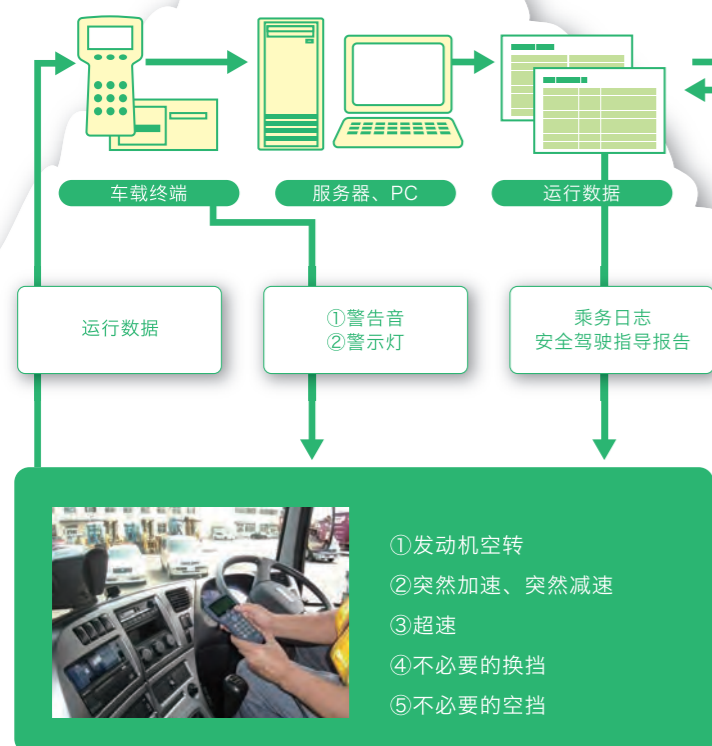 车载终端
服务器、PC
运行数据
运行数据
①警告音
②警示灯
乘务日志
安全驾驶指导报告
①发动机空转
②突然加速、突然减速
③超速
④不必要的换挡
⑤不必要的空挡